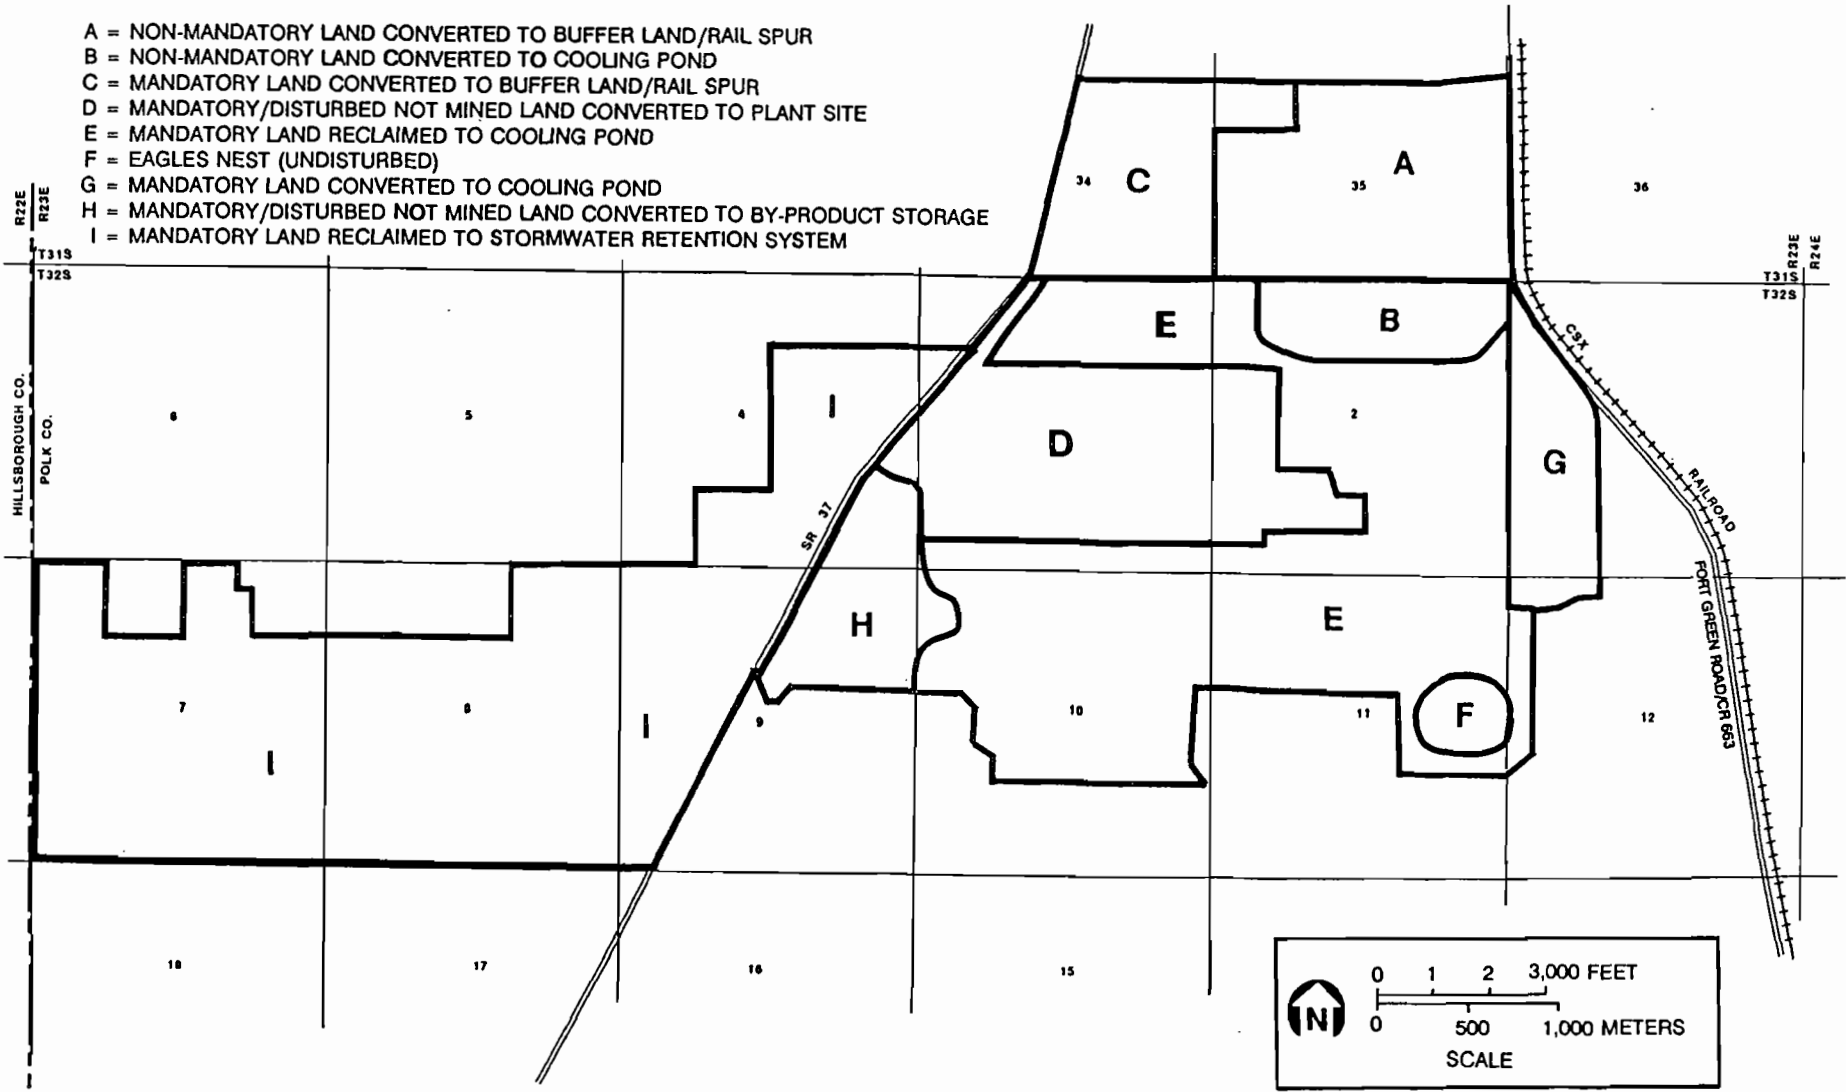 A = NON-MANDATORY LAND CONVERTED TO BUFFER LAND/RAIL SPUR
B = NON-MANDATORY LAND CONVERTED TO COOLING POND
C = MANDATORY LAND CONVERTED TO BUFFER LAND/RAIL SPUR
D = MANDATORY/DISTURBED NOT MINED LAND CONVERTED TO PLANT SITE
E = MANDATORY LAND RECLAIMED TO COOLING POND
F = EAGLES NEST (UNDISTURBED)
G = MANDATORY LAND CONVERTED TO COOLING POND
H = MANDATORY/DISTURBED NOT MINED LAND CONVERTED TO BY-PRODUCT STORAGE
I = MANDATORY LAND RECLAIMED TO STORMWATER RETENTION SYSTEM
R22E
R23E
T31S
T32S
34
C
35
A
36
R23E
R24E
T31S
T32S
E
B
CSX
HILLSBOROUGH CO.
POLK CO.
6
5
4
I
D
2
G
RAILROAD
SR 37
H
E
FORT GREEN ROAD/CR 663
7
8
I
I
9
10
11
F
12
18
17
16
15
N
0 1 2 3,000 FEET
0 500 1,000 METERS
SCALE